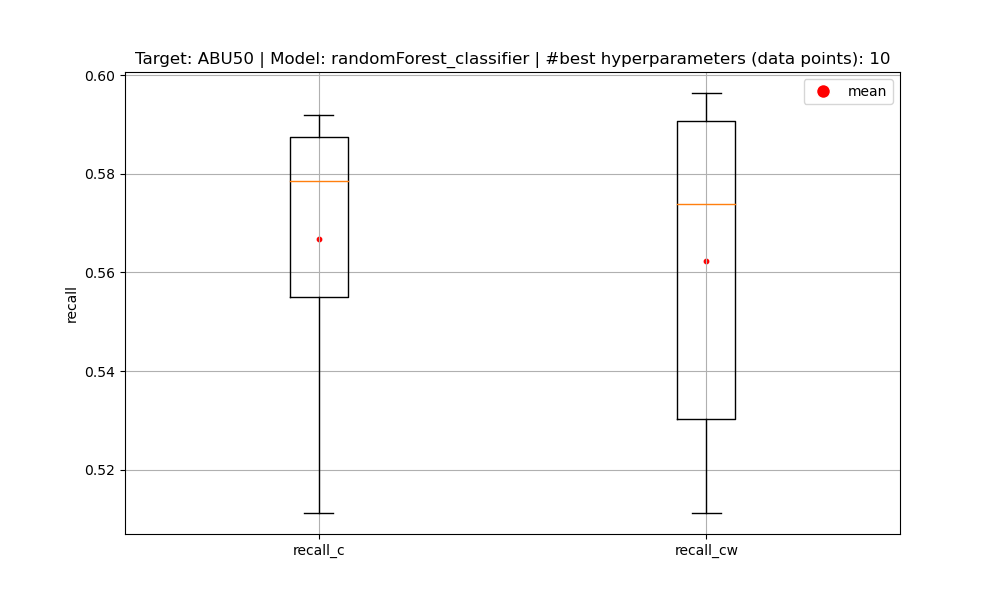 Target: ABU50 | Model: randomForest_classifier | #best hyperparameters (data points): 10
mean
0.60
0.58
0.56
0.54
0.52
recall
recall_c
recall_cw